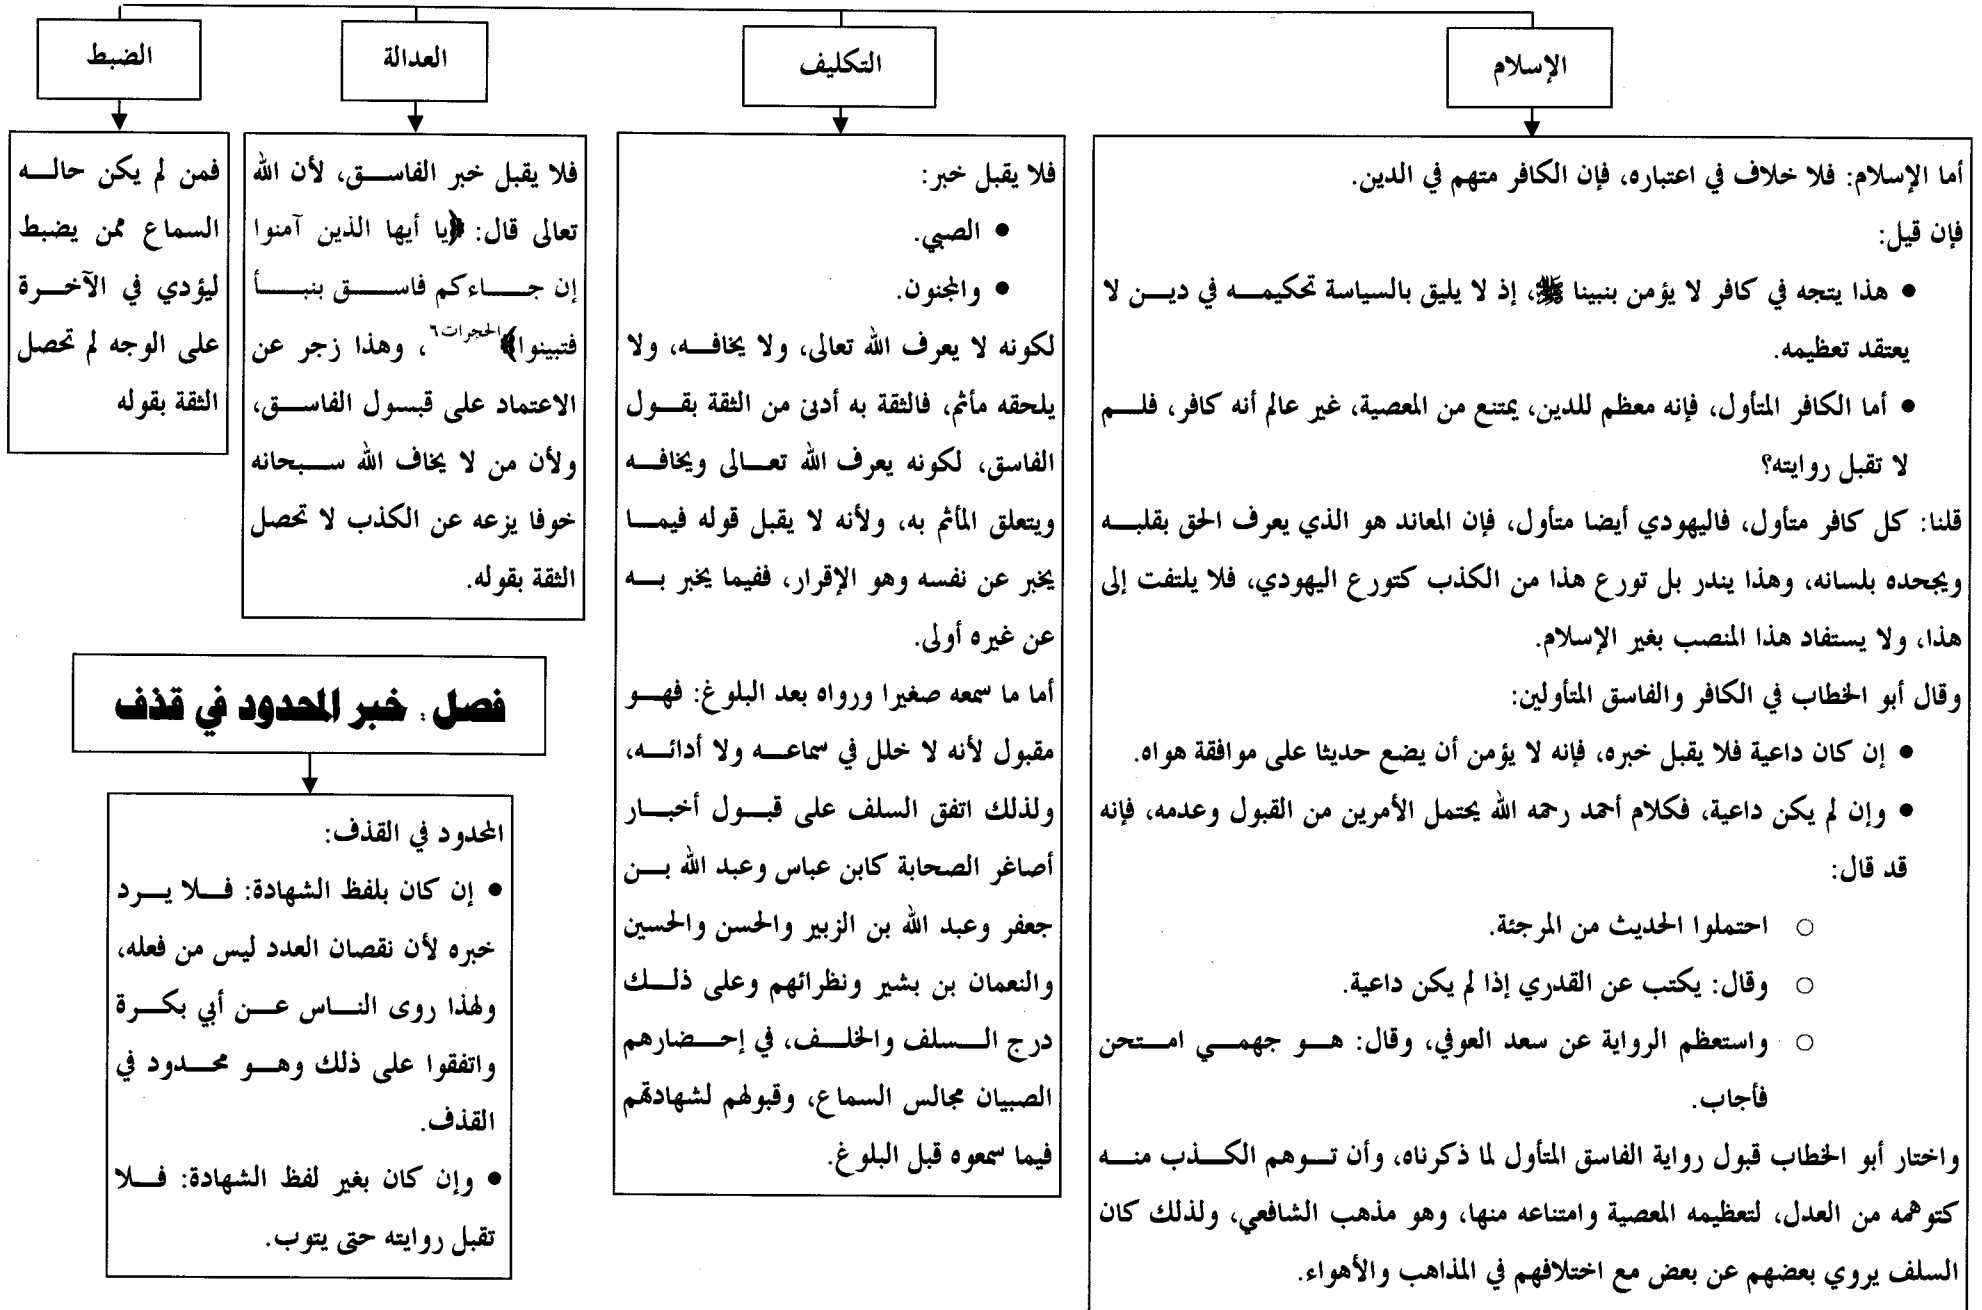 الإسلام
أما الإسلام: فلا خلاف في اعتباره، فإن الكافر متهم في الدين.
فإن قيل:
• هذا يتجه في كافر لا يؤمن بنبينا ﷺ، إذ لا يليق بالسياسة تحكيمه في دين لا
يعتقد تعظيمه.
• أما الكافر المتأول، فإنه معظم للدين، يمتنع من المعصية، غير عالم أنه كافر، فلم
لا تقبل روايته؟
قلنا: كل كافر متأول، فاليهودي أيضا متأول، فإن المعاند هو الذي يعرف الحق بقلبه
ويجحده بلسانه، وهذا يندر بل تورع هذا من الكذب كتورع اليهودي، فلا يلتفت إلى
هذا، ولا يستفاد هذا المنصب بغير الإسلام.
وقال أبو الخطاب في الكافر والفاسق المتأولين:
• إن كان داعية فلا يقبل خبره، فإنه لا يؤمن أن يضع حديثا على موافقة هواه.
• وإن لم يكن داعية، فكلام أحمد رحمه الله يحتمل الأمرين من القبول وعدمه، فإنه
قد قال:
○ احتملوا الحديث من المرجئة.
○ وقال: يكتب عن القدري إذا لم يكن داعية.
○ واستعظم الرواية عن سعد العوفي، وقال: هو جهمي امتحن
فأجاب.
واختار أبو الخطاب قبول رواية الفاسق المتأول لما ذكرناه، وأن توهم الكذب منه
كتوهمه من العدل، لتعظيمه المعصية وامتناعه منها، وهو مذهب الشافعي، ولذلك كان
السلف يروي بعضهم عن بعض مع اختلافهم في المذاهب والأهواء.
التكليف
فلا يقبل خبر:
• الصبي.
• والمجنون.
لكونه لا يعرف الله تعالى، ولا يخافه، ولا
يلحقه مأثم، فالثقة به أدنى من الثقة بقول
الفاسق، لكونه يعرف الله تعالى ويخافه
ويتعلق المأثم به، ولأنه لا يقبل قوله فيما
يخبر عن نفسه وهو الإقرار، ففيما يخبر به
عن غيره أولى.
أما ما سمعه صغيرا ورواه بعد البلوغ: فهو
مقبول لأنه لا خلل في سماعه ولا أدائه،
ولذلك اتفق السلف على قبول أخبار
أصاغر الصحابة كابن عباس وعبد الله بن
جعفر وعبد الله بن الزبير والحسن والحسين
والنعمان بن بشير ونظرائهم وعلى ذلك
درج السلف والخلف، في إحضارهم
الصبيان مجالس السماع، وقبولهم لشهادتهم
فيما سمعوه قبل البلوغ.
العدالة
فلا يقبل خبر الفاسق، لأن الله
تعالى قال: ﴿يا أيها الذين آمنوا
إن جاءكم فاسق بنبأ
فتبينوا﴾الحجرات٦، وهذا زجر عن
الاعتماد على قبسول الفاسق،
ولأن من لا يخاف الله سبحانه
خوفا يزعه عن الكذب لا تحصل
الثقة بقوله.
الضبط
فمن لم يكن حاله
السماع ممن يضبط
ليؤدي في الآخرة
على الوجه لم تحصل
الثقة بقوله
فصل: خبر المحدود في قذف
المحدود في القذف:
• إن كان بلفظ الشهادة: فلا يرد
خبره لأن نقصان العدد ليس من فعله،
ولهذا روى الناس عن أبي بكرة
واتفقوا على ذلك وهو محدود في
القذف.
• وإن كان بغير لفظ الشهادة: فلا
تقبل روايته حتى يتوب.